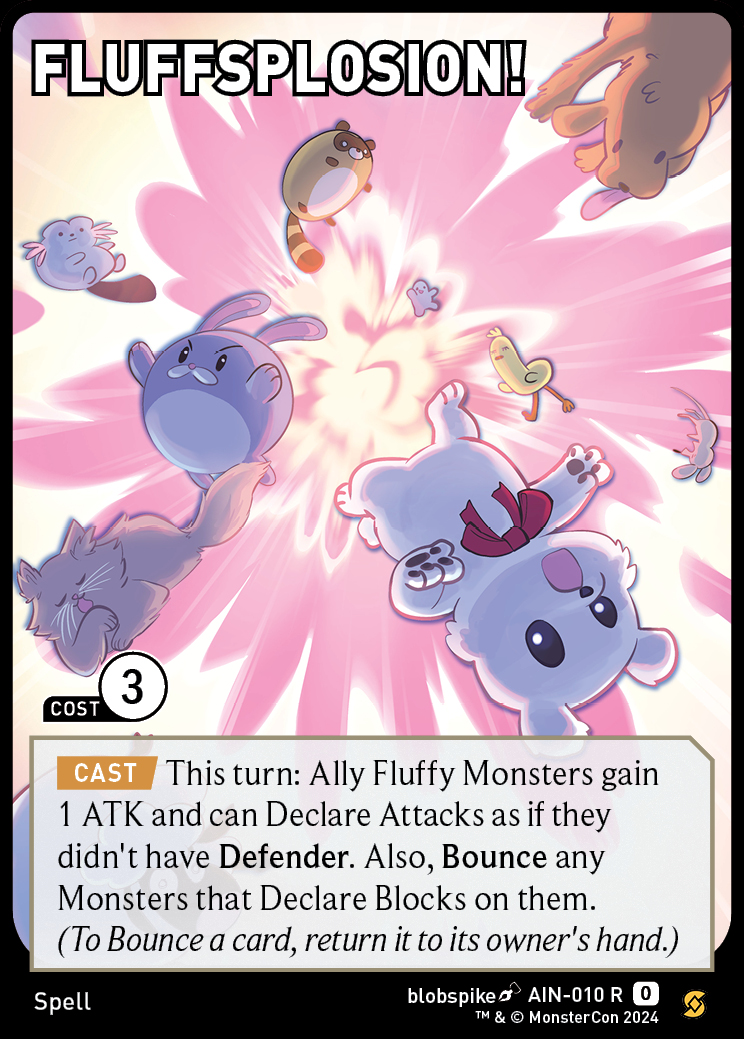 FLUFFSPLOSION!
COST 3
CAST This turn: Ally Fluffy Monsters gain
1 ATK and can Declare Attacks as if they
didn't have Defender. Also, Bounce any
Monsters that Declare Blocks on them.
(To Bounce a card, return it to its owner's hand.)
Spell
blobspike AIN-010 R 0
™ & © MonsterCon 2024